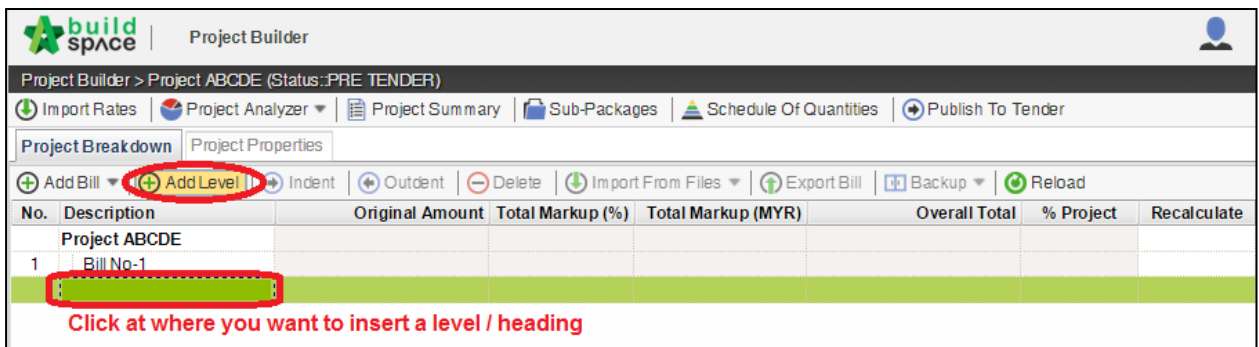 build
space
Project Builder
Project Builder > Project ABCDE (Status::PRE TENDER)
Import Rates Project Analyzer Project Summary Sub-Packages Schedule Of Quantities Publish To Tender
Project Breakdown Project Properties
Add Bill Add Level Indent Outdent Delete Import From Files Export Bill Backup Reload
No. Description Original Amount Total Markup (%) Total Markup (MYR) Overall Total % Project Recalculate
Project ABCDE
1 Bill No-1
Click at where you want to insert a level / heading